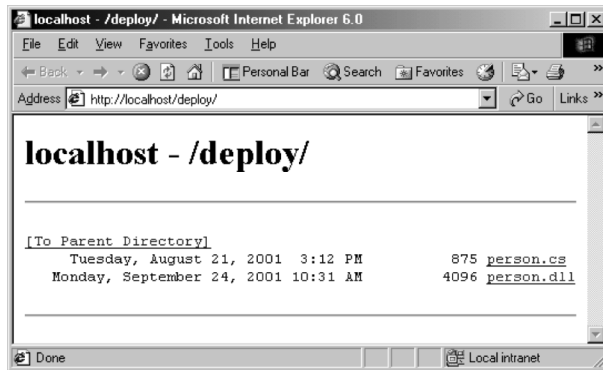 localhost - /deploy/ - Microsoft Internet Explorer 6.0
File Edit View Favorites Tools Help
Back Personal Bar Search Favorites »
Address http://localhost/deploy/ Go Links »
localhost - /deploy/
[To Parent Directory]
Tuesday, August 21, 2001 3:12 PM 875 person.cs
Monday, September 24, 2001 10:31 AM 4096 person.dll
Done Local intranet